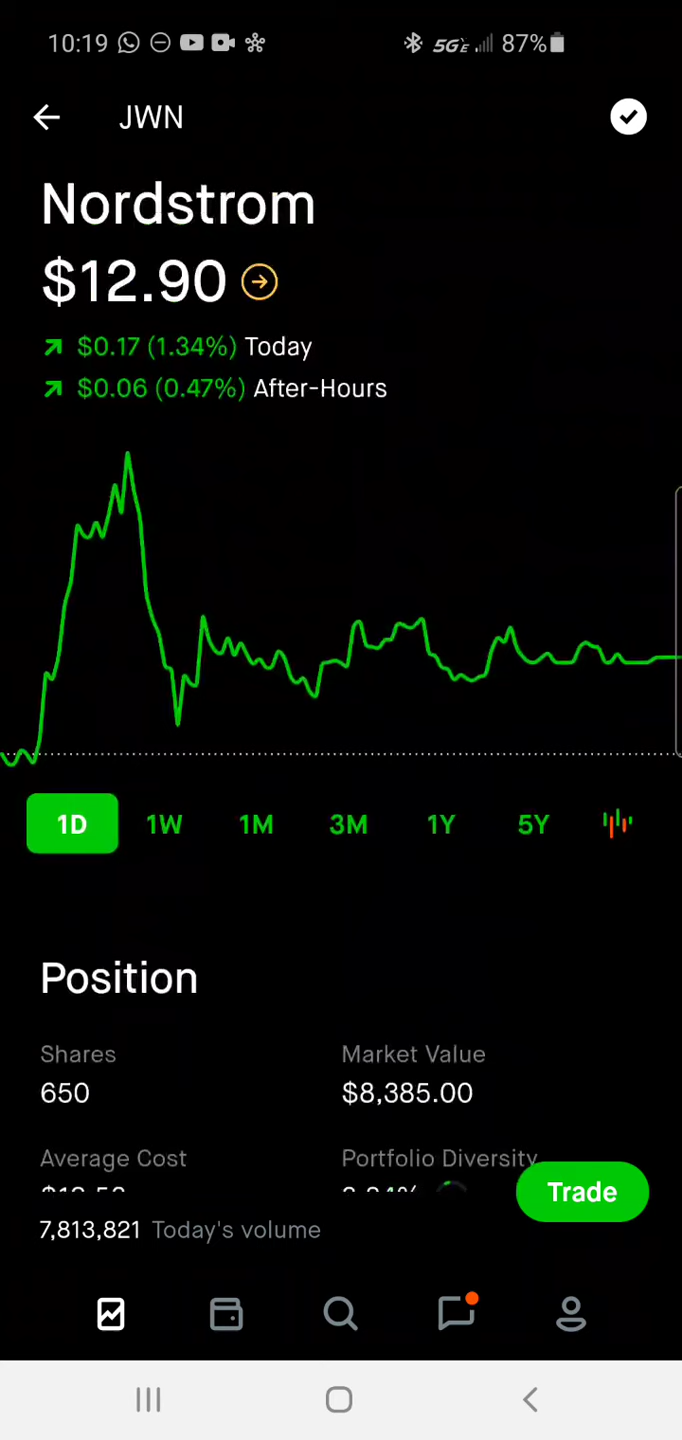 10:19 5GE 87%
JWN
Nordstrom
$12.90
$0.17 (1.34%) Today
$0.06 (0.47%) After-Hours
1D 1W 1M 3M 1Y 5Y
Position
Shares Market Value
650 $8,385.00
Average Cost Portfolio Diversity
Trade
7,813,821 Today's volume